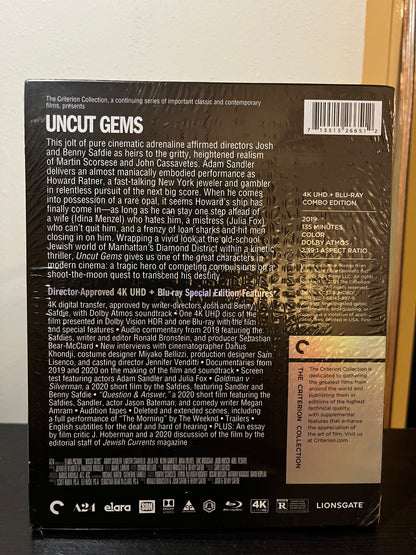 The Criterion Collection, a continuing series of important classic and contemporary
films, presents
UNCUT GEMS
This jolt of pure cinematic adrenaline affirmed directors Josh
and Benny Safdie as heirs to the gritty, heightened realism
of Martin Scorsese and John Cassavetes. Adam Sandler
delivers an almost maniacally embodied performance as
Howard Ratner, a fast-talking New York jeweler and gambler
in relentless pursuit of the next big score. When he comes
into possession of a rare opal, it seems Howard's ship has
finally come in—as long as he can stay one step ahead of
a wife (Idina Menzel) who hates him, a mistress (Julia Fox)
who can't quit him, and a frenzy of loan sharks and hit men
closing in on him. Wrapping a vivid look at the old-school
Jewish world of Manhattan's Diamond District within a kinetic
thriller, Uncut Gems gives us one of the great characters in
modern cinema: a tragic hero of competing compulsions on a
shoot-the-moon quest to transcend his destiny.
Director-Approved 4K UHD + Blu-ray Special Edition Features
4K digital transfer, approved by writer-directors Josh and Benny
Safdie, with Dolby Atmos soundtrack • One 4K UHD disc of the
film presented in Dolby Vision HDR and one Blu-ray with the film
and special features • Audio commentary from 2019 featuring the
Safdies, writer and editor Ronald Bronstein, and producer Sebastian
Bear-McClard • New interviews with cinematographer Darius
Khondji, costume designer Miyako Bellizzi, production designer Sam
Lisenco, and casting director Jennifer Venditti • Documentaries from
2019 and 2020 on the making of the film and soundtrack • Screen
test featuring actors Adam Sandler and Julia Fox • Goldman v
Silverman, a 2020 short film by the Safdies, featuring Sandler and
Benny Safdie • "Question & Answer," a 2020 short film featuring the
Safdies, Sandler, actor Jason Bateman, and comedy writer Megan
Amram • Audition tapes • Deleted and extended scenes, including
a full performance of "The Morning" by The Weeknd • Trailers •
English subtitles for the deaf and hard of hearing • PLUS: An essay
by film critic J. Hoberman and a 2020 discussion of the film by the
editorial staff of Jewish Currents magazine
7 15515 26651 2
4K UHD + BLU-RAY
COMBO EDITION
2019
135 MINUTES
COLOR
DOLBY ATMOS
2.39:1 ASPECT RATIO
THE CRITERION COLLECTION
The Criterion Collection is
dedicated to gathering
the greatest films from
around the world and
publishing them in
editions of the highest
technical quality,
with supplemental
features that enhance
the appreciation
of the art of film. Visit us
at Criterion.com.
A24 elara SDH DOLBY Blu-ray 4K R LIONSGATE